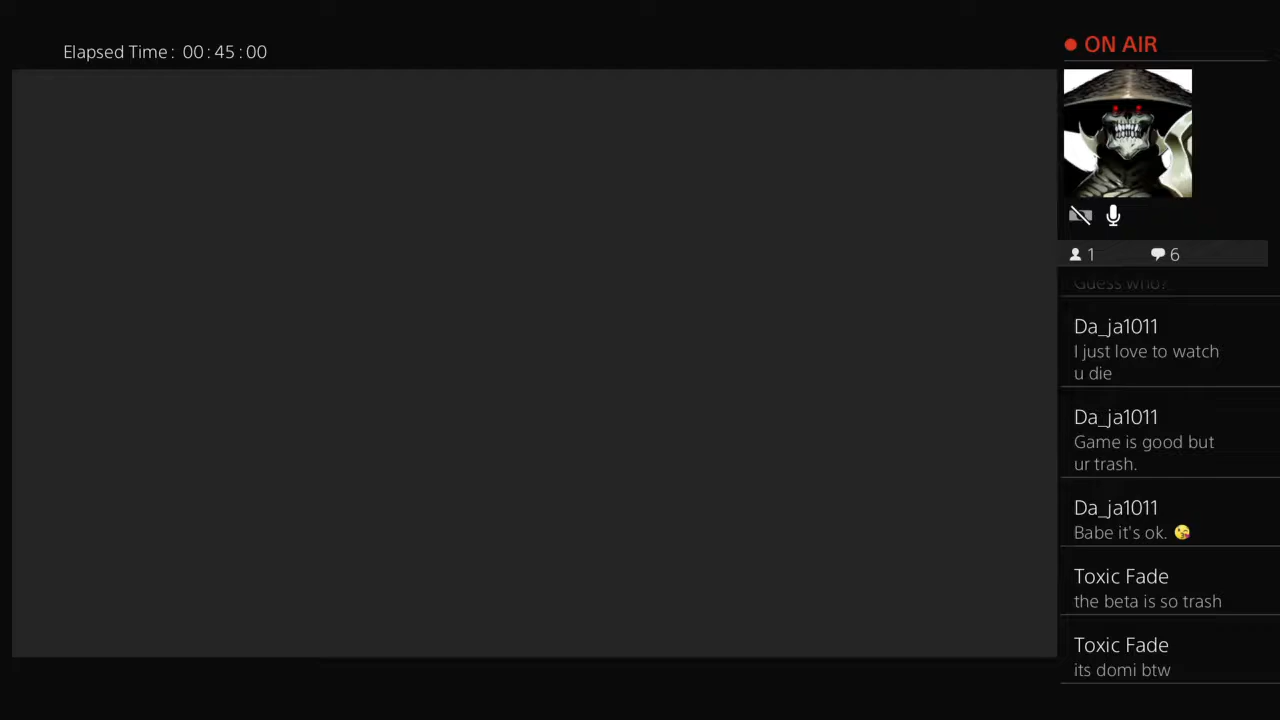 Elapsed Time: 00:45:00
ON AIR
1
6
Guess who?
Da_ja1011
I just love to watch
u die
Da_ja1011
Game is good but
ur trash.
Da_ja1011
Babe it's ok. 😘
Toxic Fade
the beta is so trash
Toxic Fade
its domi btw